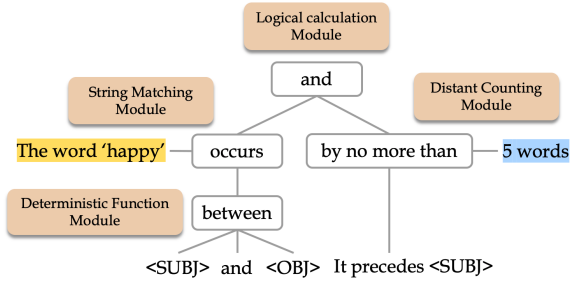 Logical calculation
Module
and
String Matching
Module
Distant Counting
Module
The word ‘happy’ occurs by no more than 5 words
Deterministic Function
Module
between
<SUBJ> and <OBJ> It precedes <SUBJ>